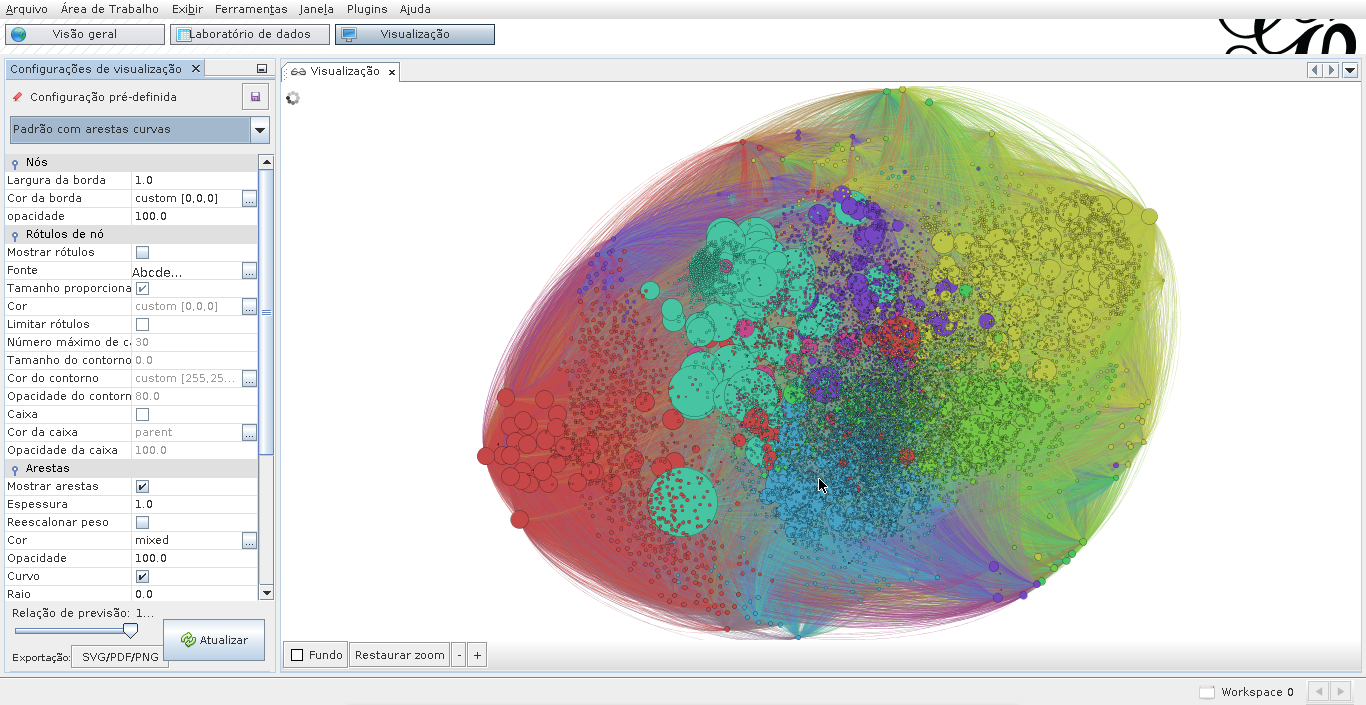 Arquivo Área de Trabalho Exibir Ferramentas Janela Plugins Ajuda
Visão geral Laboratório de dados Visualização
Configurações de visualização
Visualização
Configuração pré-definida
Padrão com arestas curvas
Nós
Largura da borda 1.0
Cor da borda custom [0,0,0] ...
opacidade 100.0
Rótulos de nó
Mostrar rótulos
Fonte Abcde... ...
Tamanho proporciona
Cor custom [0,0,0] ...
Limitar rótulos
Número máximo de c 30
Tamanho do contorno 0.0
Cor do contorno custom [255,25... ...
Opacidade do contorn 80.0
Caixa
Cor da caixa parent ...
Opacidade da caixa 100.0
Arestas
Mostrar arestas
Espessura 1.0
Reescalonar peso
Cor mixed ...
Opacidade 100.0
Curvo
Raio 0.0
Relação de previsão: 1...
Atualizar
Exportação: SVG/PDF/PNG
Fundo Restaurar zoom - +
Workspace 0